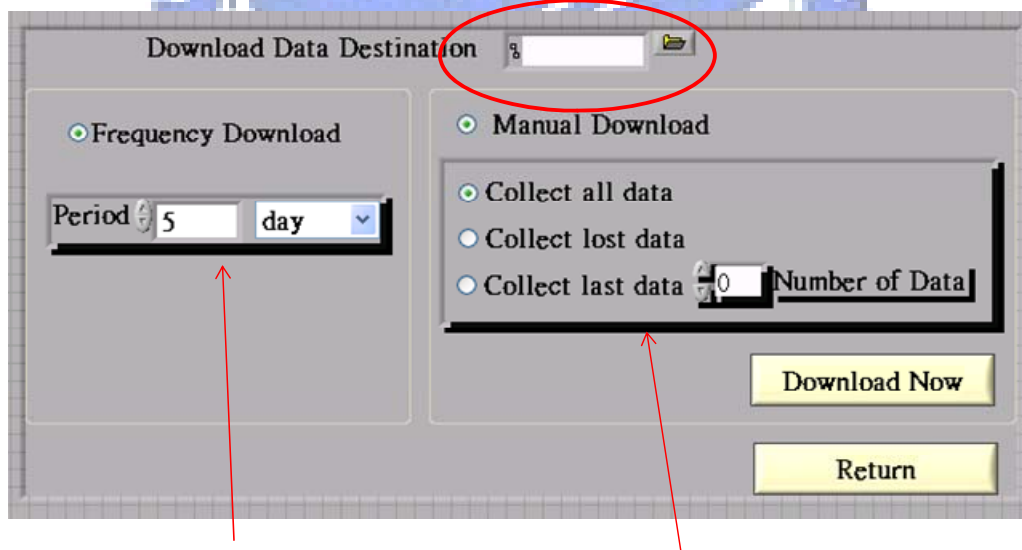 Download Data Destination %
Frequency Download
Period 5 day
Manual Download
Collect all data
Collect lost data
Collect last data 0 Number of Data
Download Now
Return